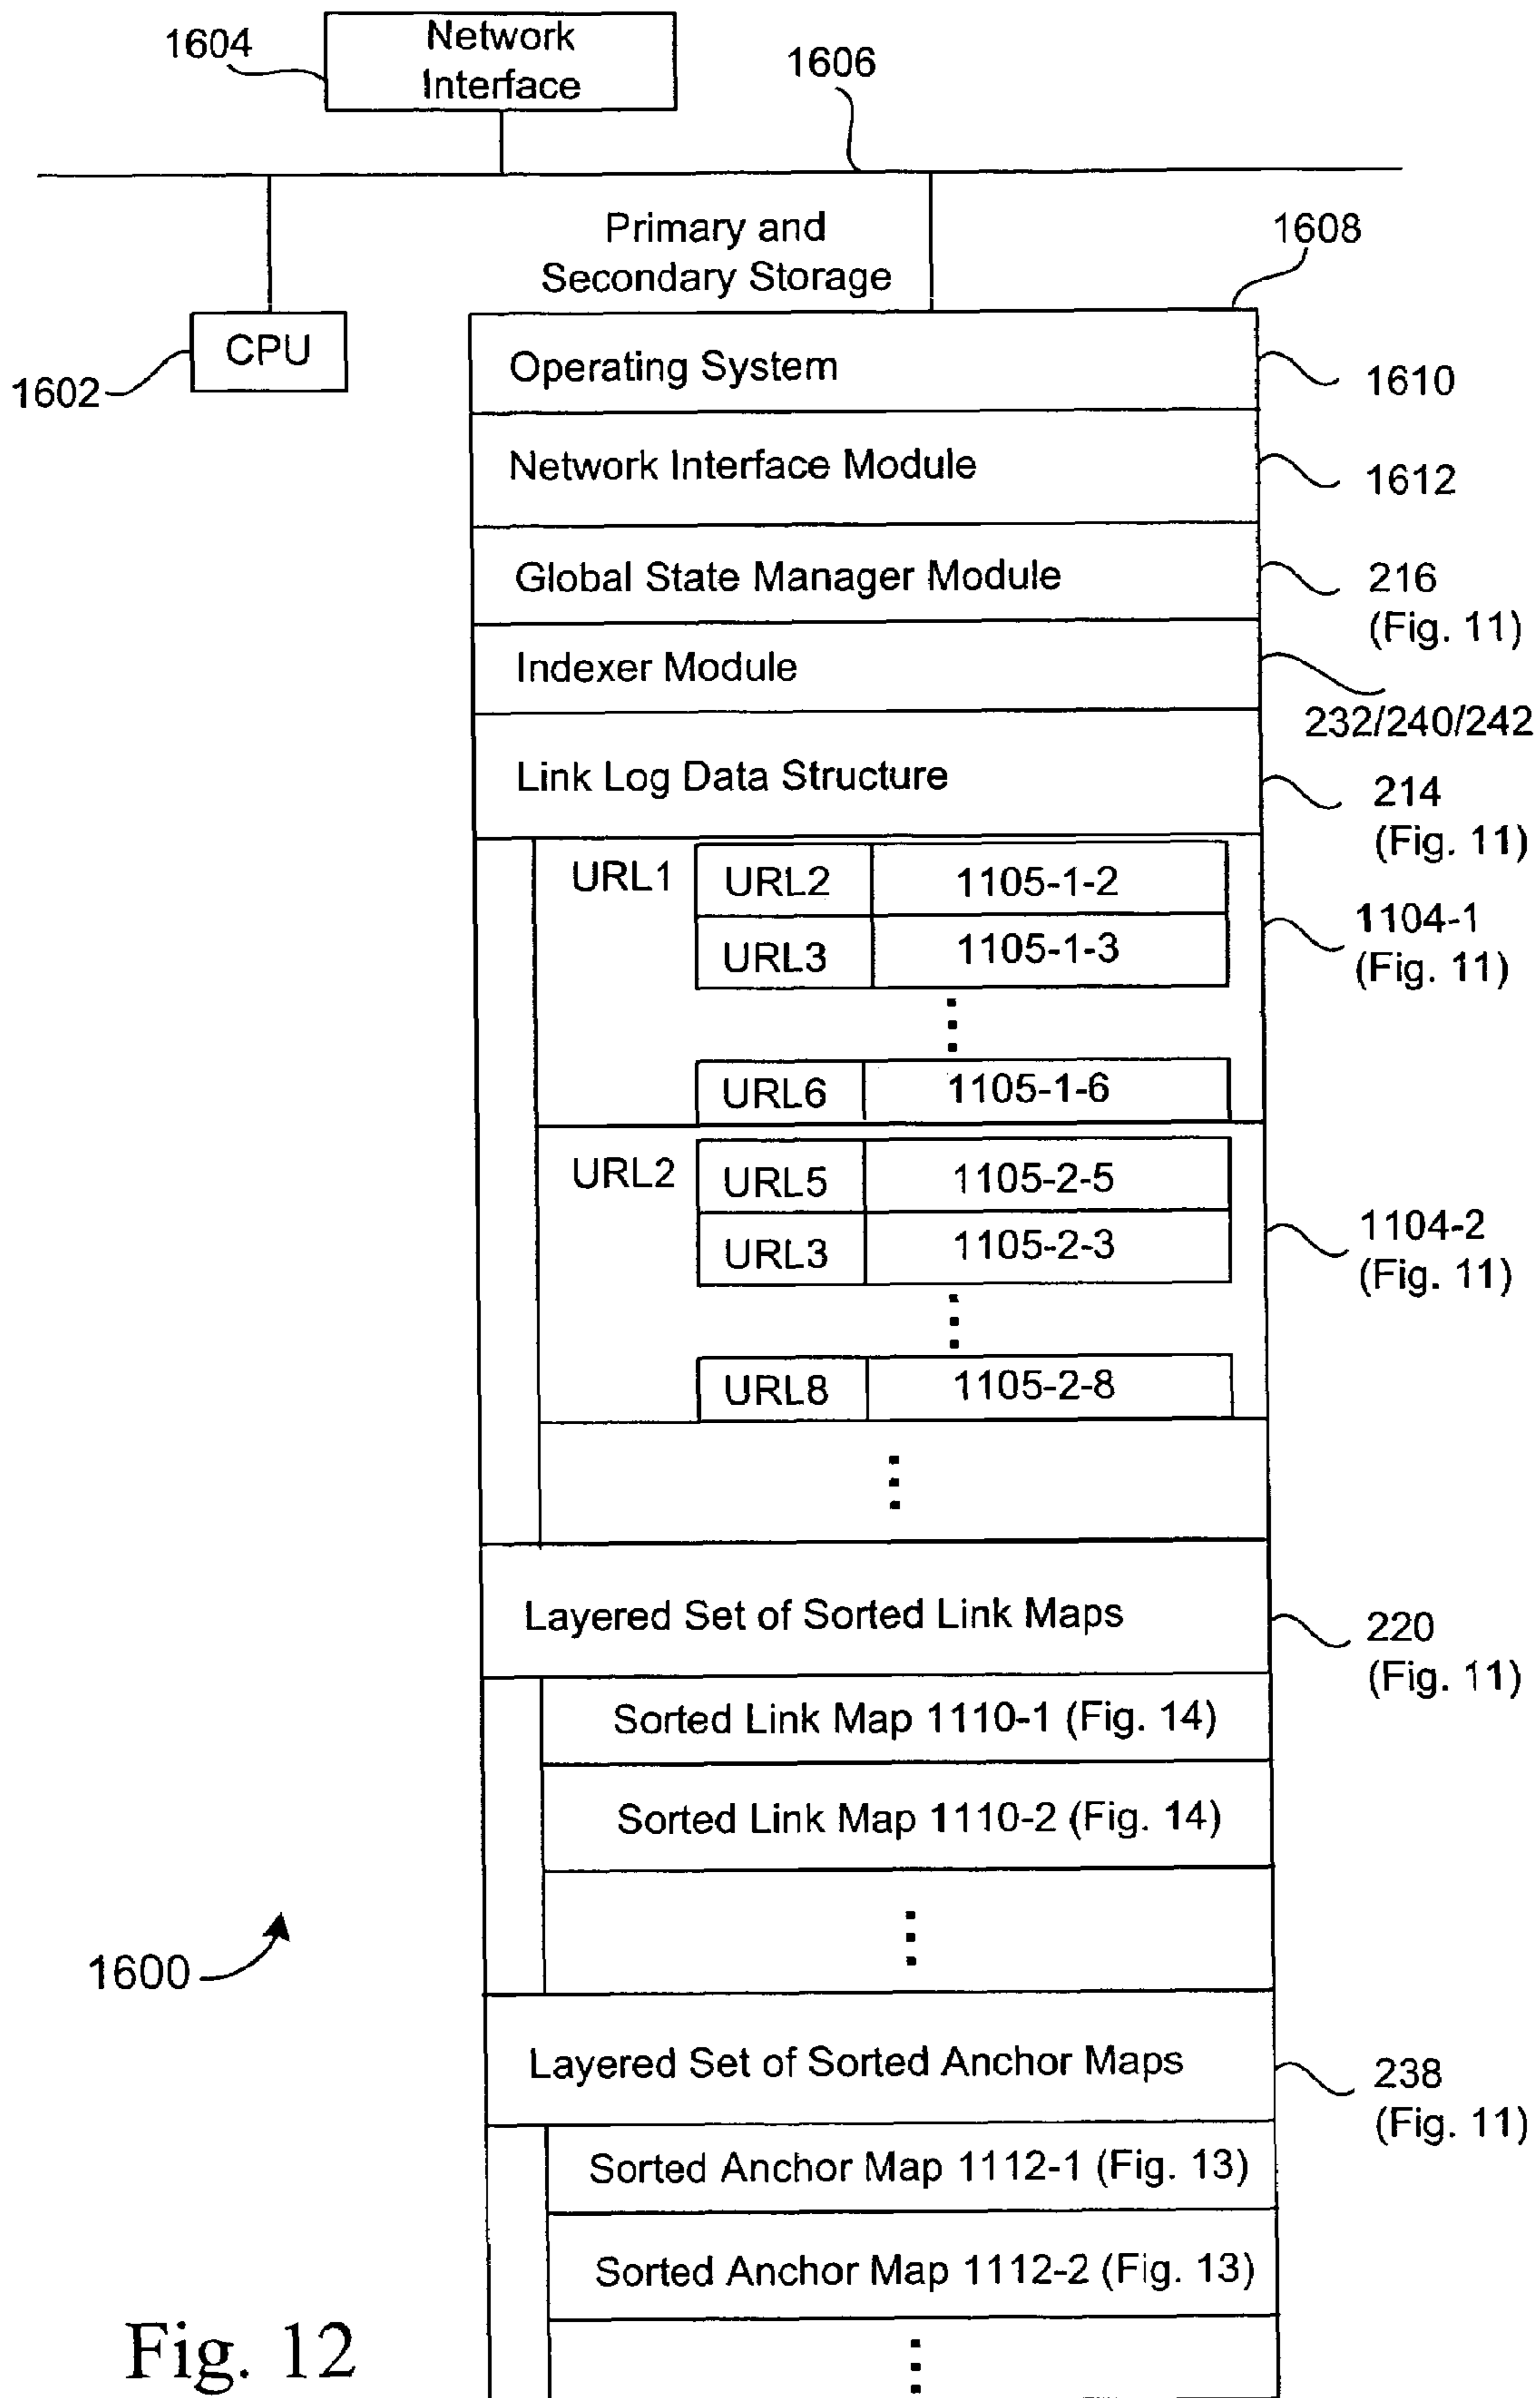 1604
Network
Interface
1606
Primary and
Secondary Storage
1608
CPU
1602
Operating System
1610
Network Interface Module
1612
Global State Manager Module
216
(Fig. 11)
Indexer Module
232/240/242
Link Log Data Structure
214
(Fig. 11)
URL1
URL2
1105-1-2
URL3
1105-1-3
1104-1
(Fig. 11)
URL6
1105-1-6
URL2
URL5
1105-2-5
URL3
1105-2-3
1104-2
(Fig. 11)
URL8
1105-2-8
Layered Set of Sorted Link Maps
220
(Fig. 11)
Sorted Link Map 1110-1 (Fig. 14)
Sorted Link Map 1110-2 (Fig. 14)
1600
Layered Set of Sorted Anchor Maps
238
(Fig. 11)
Sorted Anchor Map 1112-1 (Fig. 13)
Sorted Anchor Map 1112-2 (Fig. 13)
Fig. 12